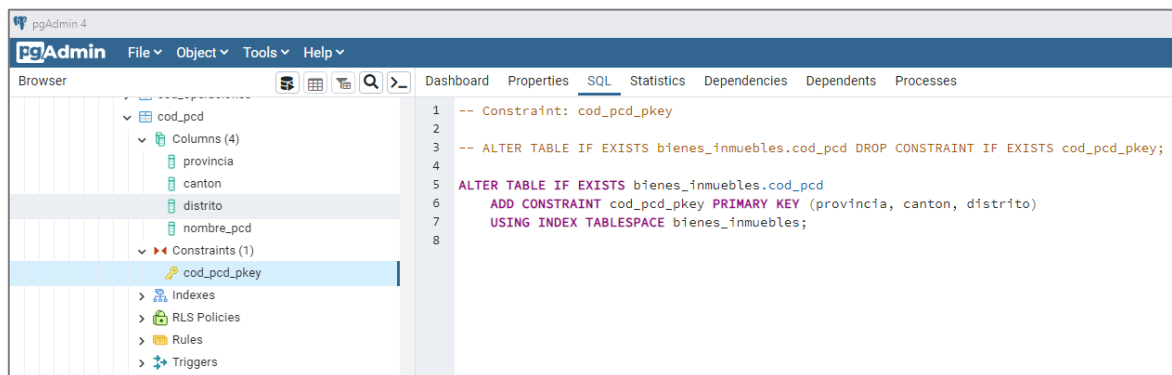 pgAdmin 4
pgAdmin File Object Tools Help
Browser
Dashboard Properties SQL Statistics Dependencies Dependents Processes
cod_pcd
Columns (4)
provincia
canton
distrito
nombre_pcd
Constraints (1)
cod_pcd_pkey
Indexes
RLS Policies
Rules
Triggers
1 -- Constraint: cod_pcd_pkey
2
3 -- ALTER TABLE IF EXISTS bienes_inmuebles.cod_pcd DROP CONSTRAINT IF EXISTS cod_pcd_pkey;
4
5 ALTER TABLE IF EXISTS bienes_inmuebles.cod_pcd
6 ADD CONSTRAINT cod_pcd_pkey PRIMARY KEY (provincia, canton, distrito)
7 USING INDEX TABLESPACE bienes_inmuebles;
8